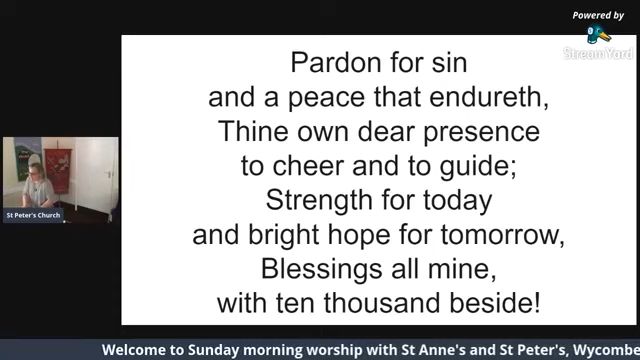 Powered by
StreamYard
Pardon for sin
and a peace that endureth,
Thine own dear presence
to cheer and to guide;
Strength for today
and bright hope for tomorrow,
Blessings all mine,
with ten thousand beside!
St Peter's Church
Welcome to Sunday morning worship with St Anne's and St Peter's, Wycombe